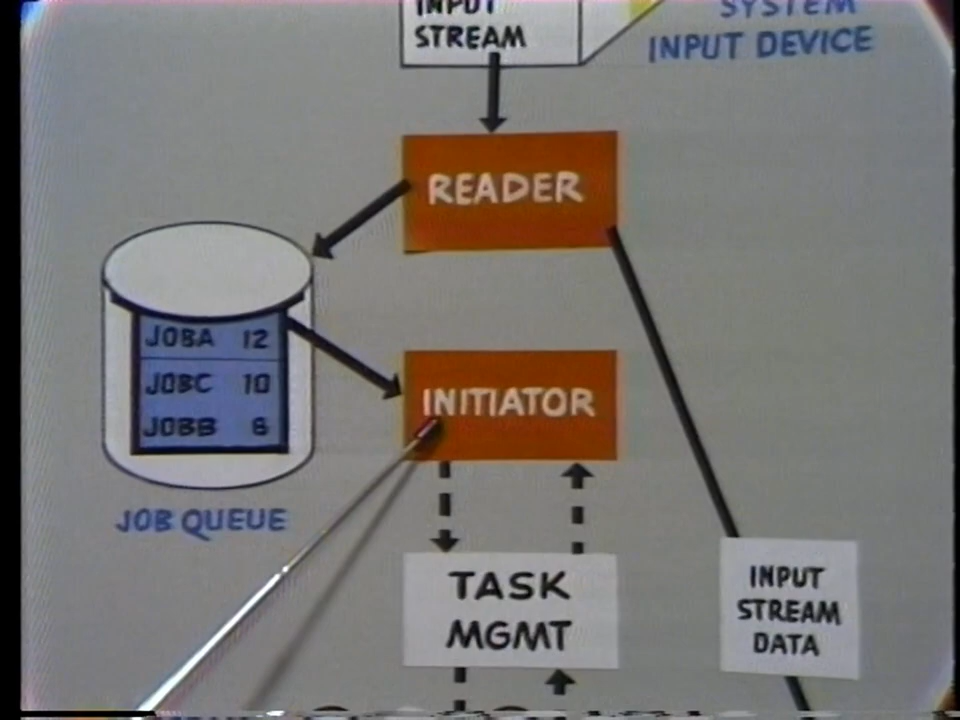 INPUT
STREAM
SYSTEM
INPUT DEVICE
READER
JOBA 12
JOBC 10
JOBB 8
INITIATOR
JOB QUEUE
TASK
MGMT
INPUT
STREAM
DATA